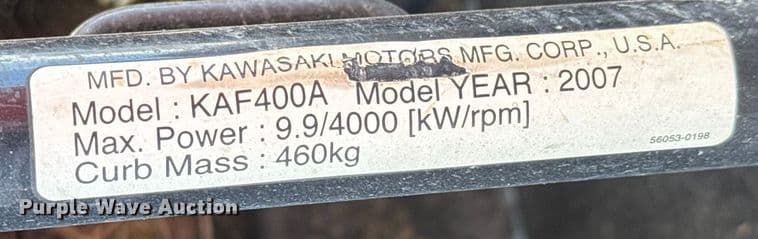 MFD. BY KAWASAKI MOTORS MFG. CORP., U.S.A.
Model : KAF400A Model YEAR : 2007
Max. Power : 9.9/4000 [kW/rpm]
Curb Mass : 460kg
56053-0198
Purple Wave Auction